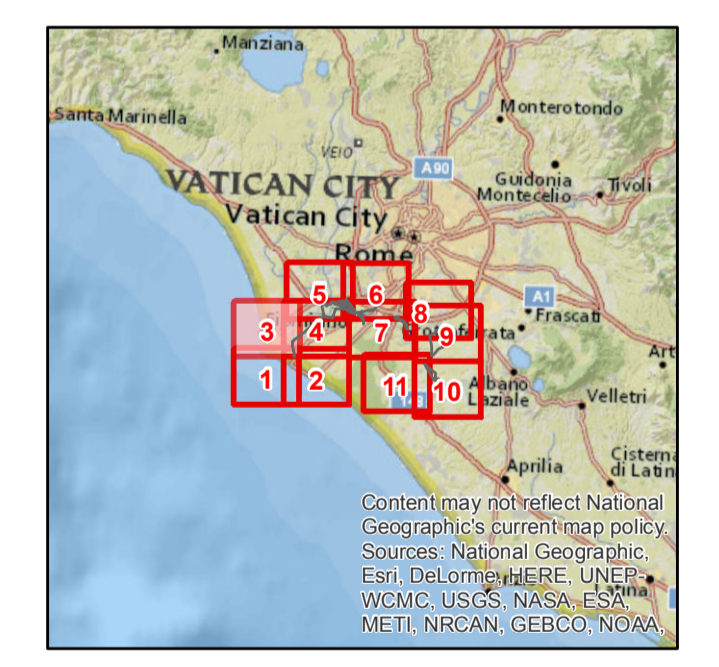 Manziana
Santa Marinella
Monterotondo
VEIO
A90
Guidonia
Montecelio
Tivoli
VATICAN CITY
Vatican City
Rome
5
6
A1
3
4
7
8
9
Frascati
1
2
11
10
Albano
Laziale
Velletri
Art
Cisterna
di Latin
Aprilia
Content may not reflect National
Geographic's current map policy.
Sources: National Geographic,
Esri, DeLorme, HERE, UNEP-
WCMC, USGS, NASA, ESA,
METI, NRCAN, GEBCO, NOAA,
Latina